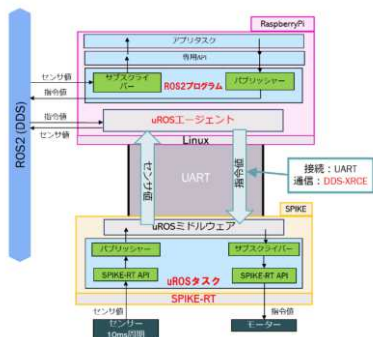 RaspberryPi
アプリタスク
専用API
サブスクライ
バー
ROS2プログラム
パブリッシャー
センサ値
指令値
指令値
センサ値
uROSエージェント
Linux
ROS2 (DDS)
UART
センサ値
指令値
接続：UART
通信：DDS-XRCE
SPIKE
uROSミドルウェア
パブリッシャー
サブスクライバー
SPIKE-RT API
uROSタスク
SPIKE-RT API
SPIKE-RT
センサ値
指令値
センサー
10ms周期
モーター